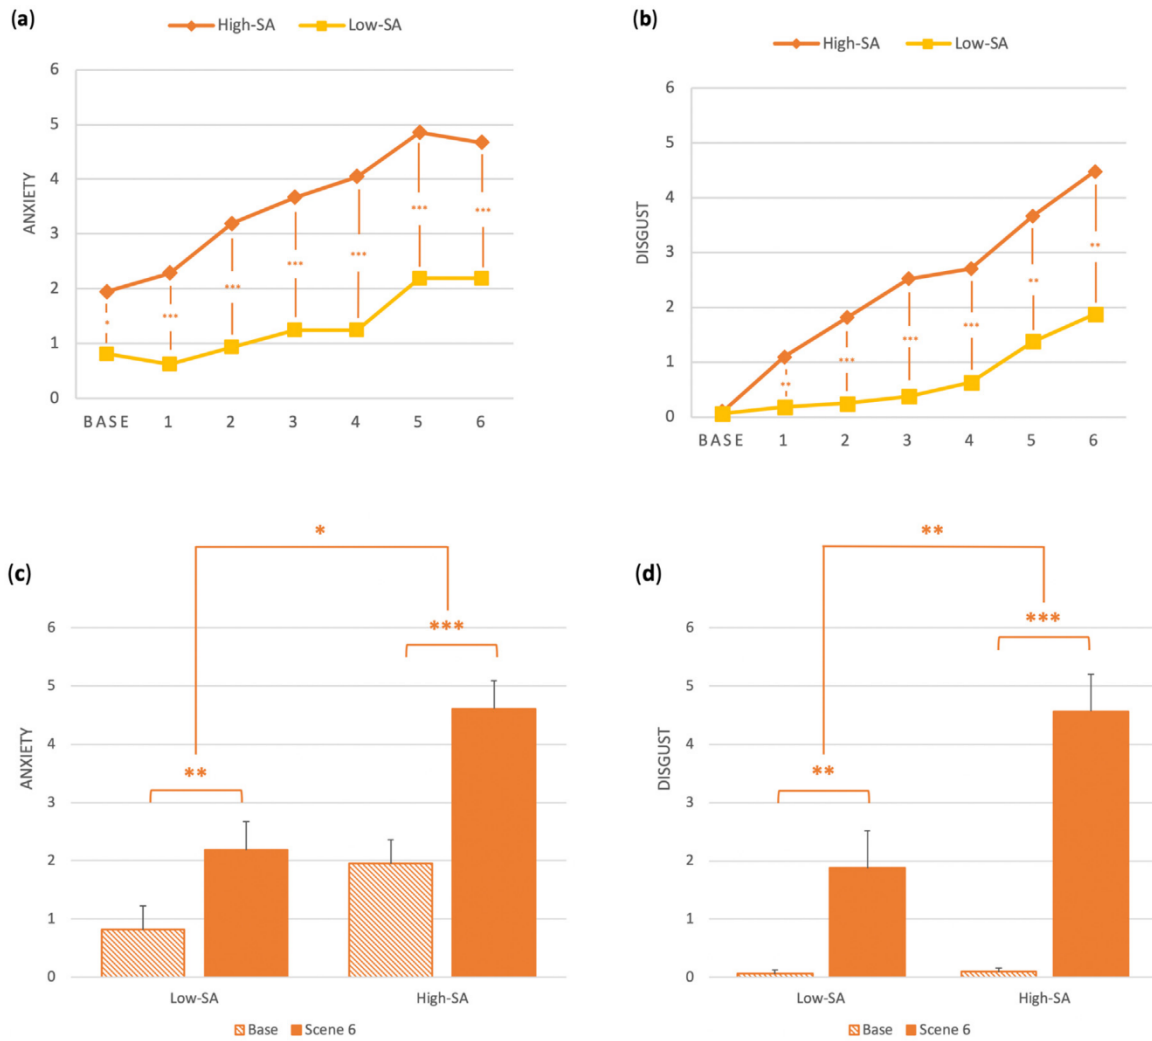 (a)
High-SA Low-SA
6
5
4
3
2
1
0
ANXIETY
*
***
***
***
***
***
***
BASE 1 2 3 4 5 6
(b)
High-SA Low-SA
6
5
4
3
2
1
0
DISGUST
**
***
***
***
**
**
BASE 1 2 3 4 5 6
(c)
*
**
***
6
5
4
3
2
1
0
ANXIETY
Low-SA High-SA
Base Scene 6
(d)
**
**
***
6
5
4
3
2
1
0
DISGUST
Low-SA High-SA
Base Scene 6